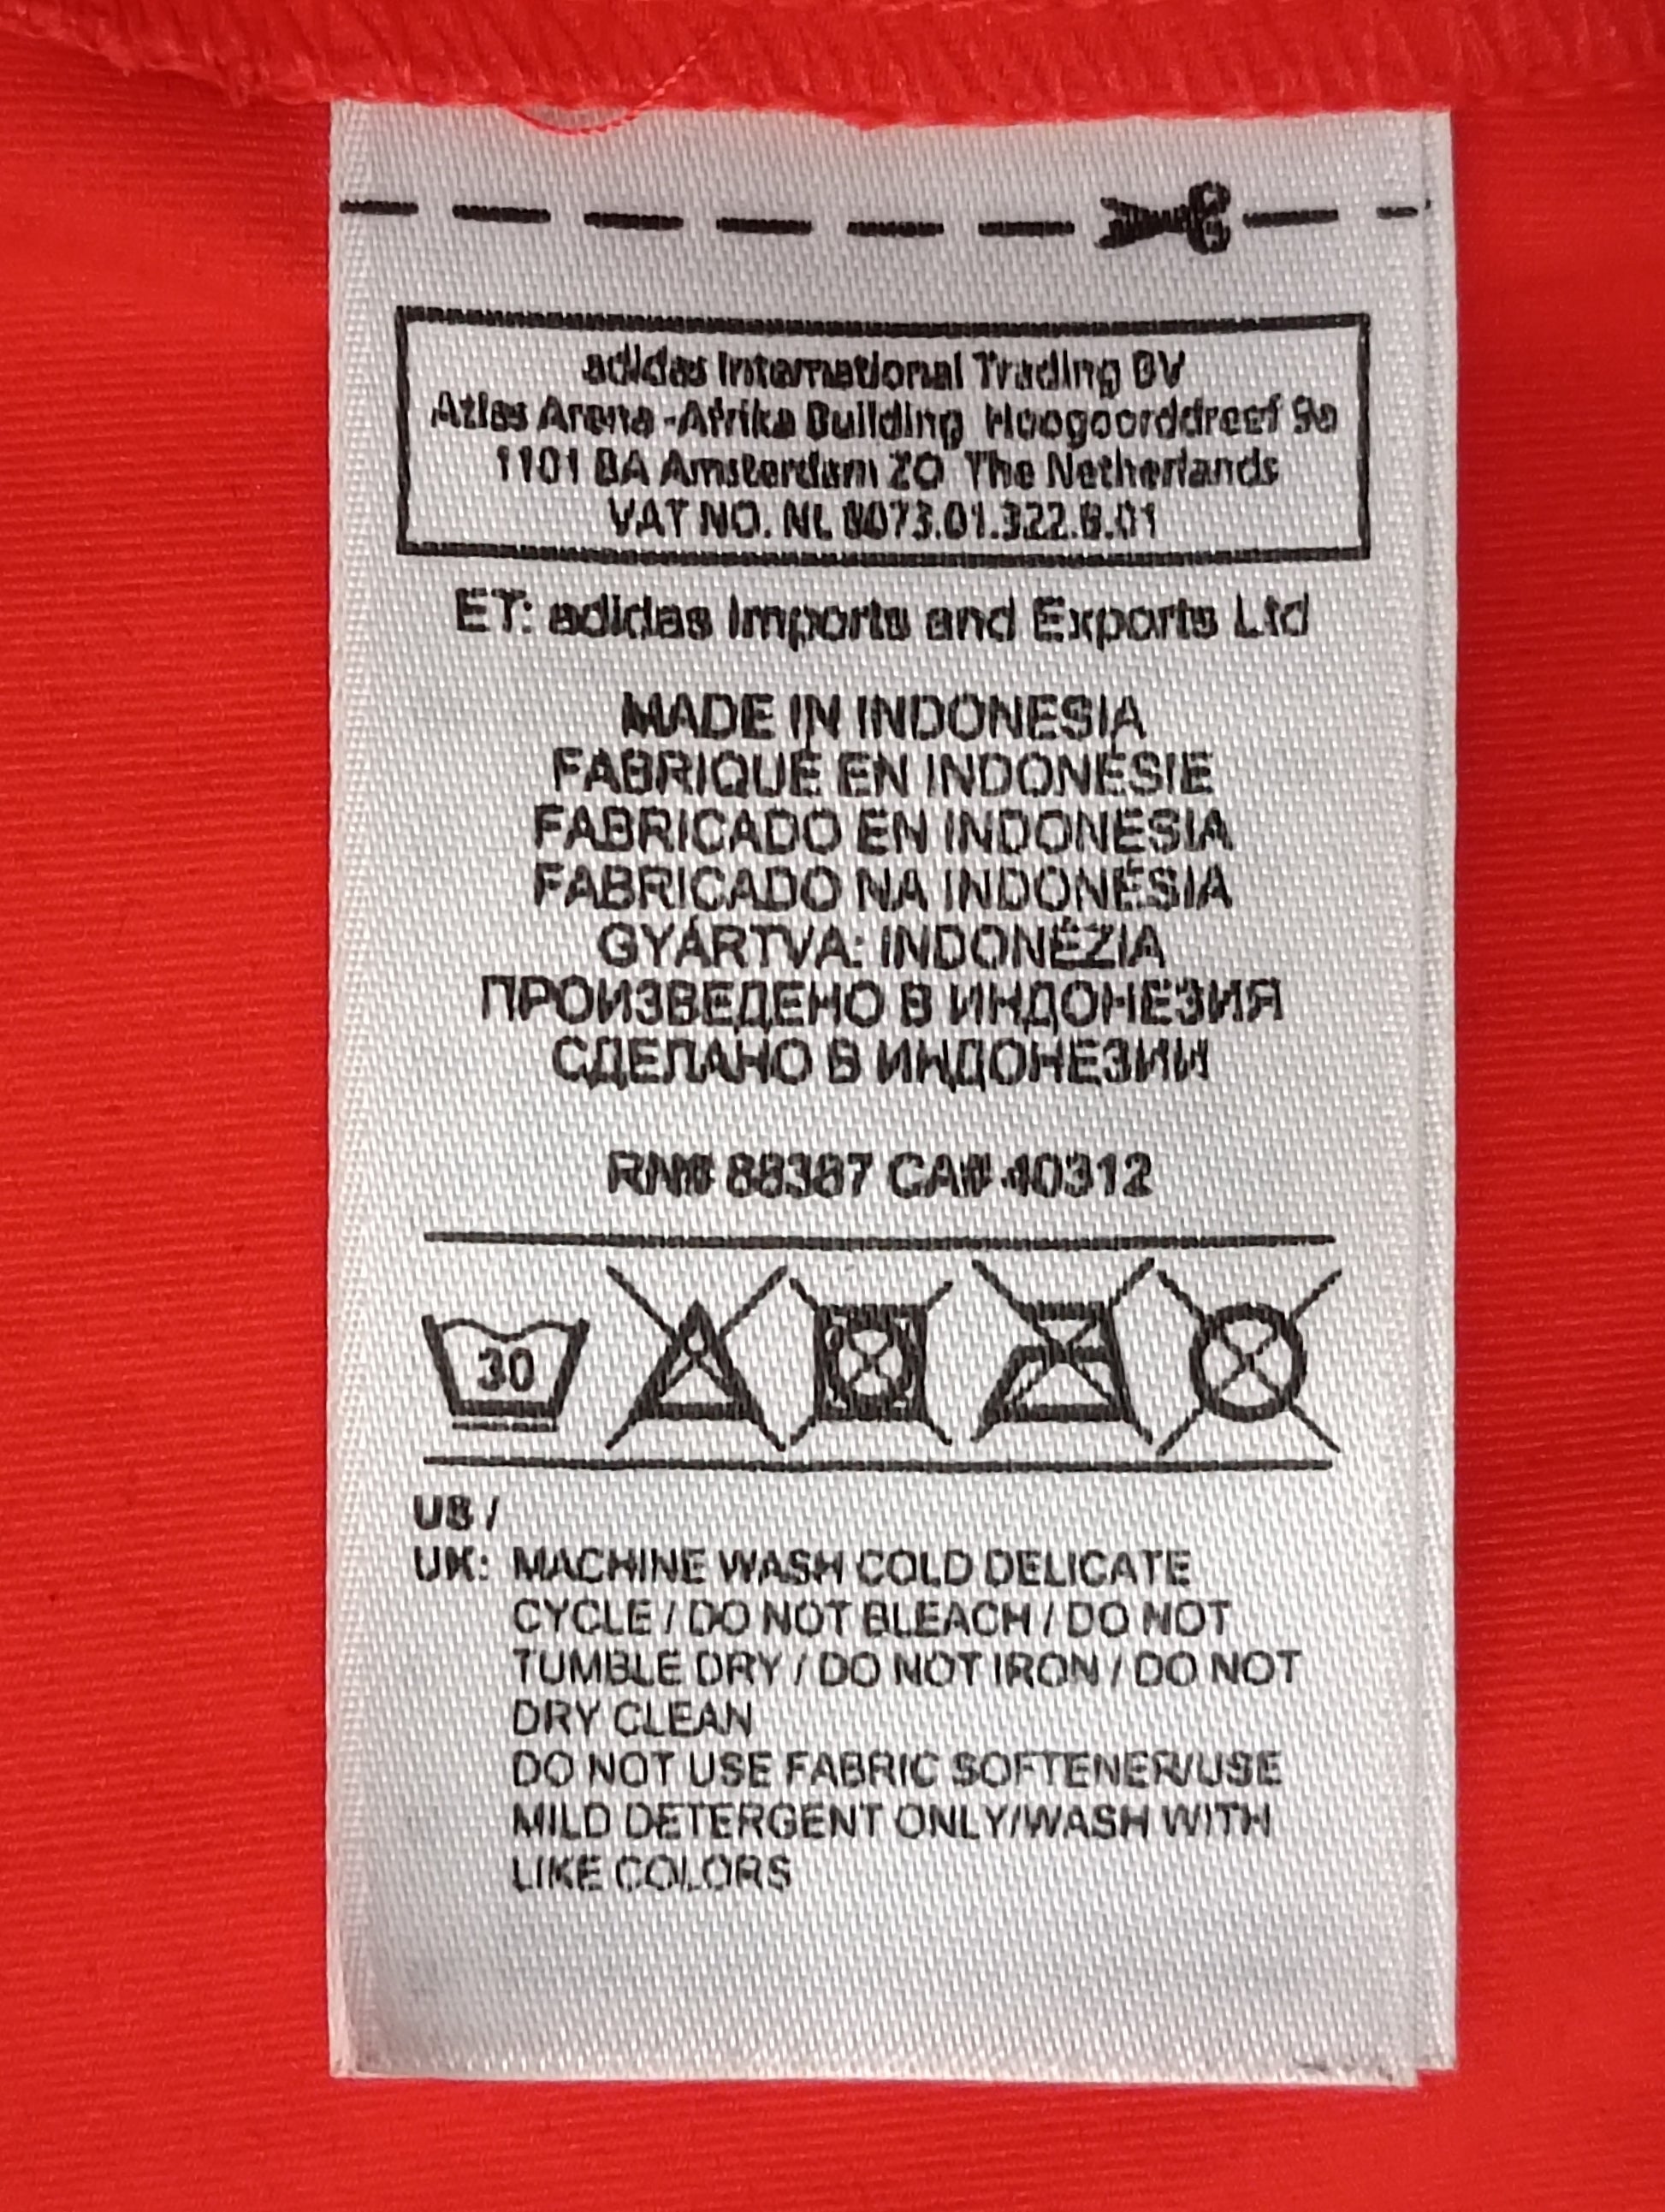 adidas International Trading BV
Atlas Arena -Afrika Building Hoogoorddreef 9a
1101 BA Amsterdam ZO The Netherlands
VAT NO. NL 8073.01.322.B.01
ET: adidas Imports and Exports Ltd
MADE IN INDONESIA
FABRIQUÉ EN INDONÉSIE
FABRICADO EN INDONESIA
FABRICADO NA INDONÉSIA
GYÁRTVA: INDONÉZIA
ПРОИЗВЕДЕНО В ИНДОНЕЗИЯ
СДЕЛАНО В ИНДОНЕЗИИ
RN# 88387 CA# 40312
30
US /
UK: MACHINE WASH COLD DELICATE
CYCLE / DO NOT BLEACH / DO NOT
TUMBLE DRY / DO NOT IRON / DO NOT
DRY CLEAN
DO NOT USE FABRIC SOFTENER/USE
MILD DETERGENT ONLY/WASH WITH
LIKE COLORS